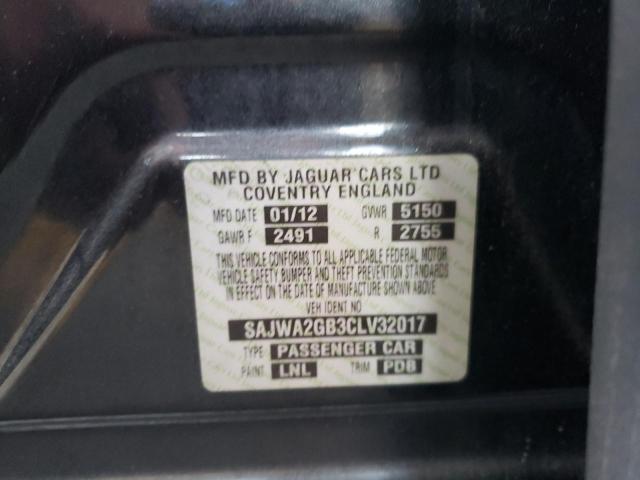 MFD BY JAGUAR CARS LTD
COVENTRY ENGLAND
MFD DATE 01/12 GVWR 5150
GAWR F 2491 R 2755
THIS VEHICLE CONFORMS TO ALL APPLICABLE FEDERAL MOTOR
VEHICLE SAFETY BUMPER AND THEFT PREVENTION STANDARDS
IN EFFECT ON THE DATE OF MANUFACTURE SHOWN ABOVE
VEH IDENT NO
SAJWA2GB3CLV32017
TYPE PASSENGER CAR
PAINT LNL TRIM PDB